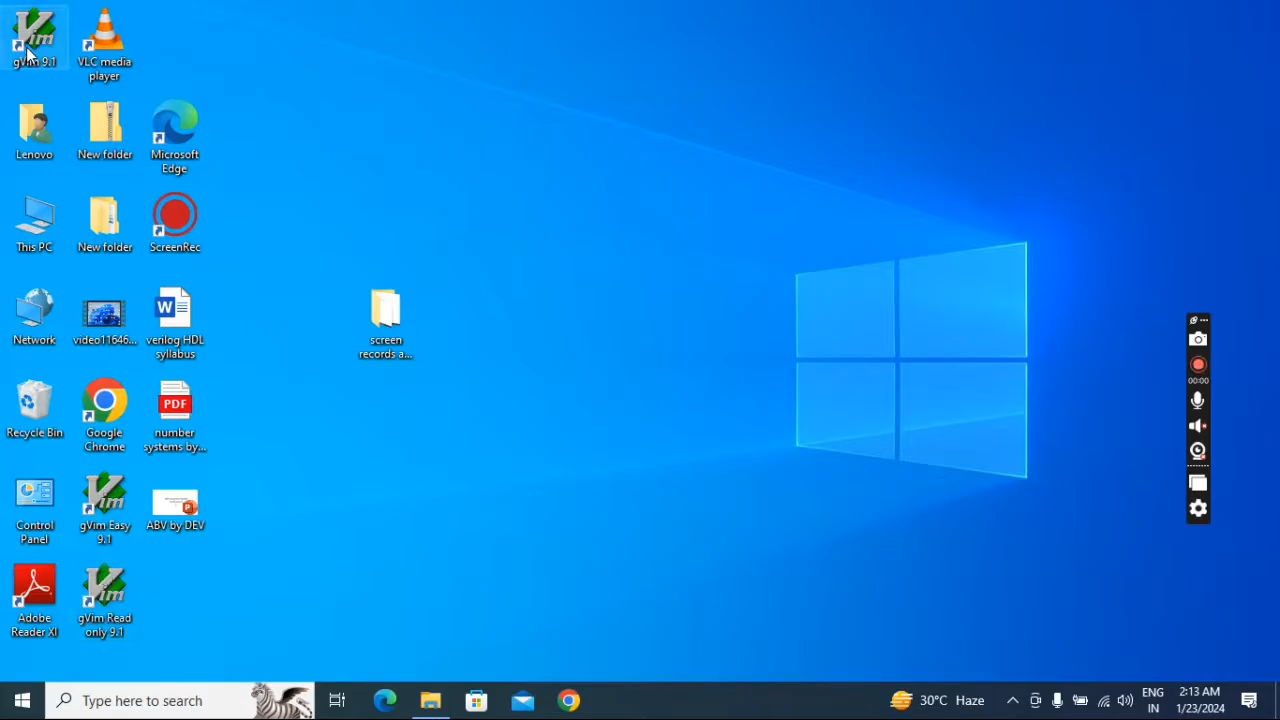 gVim 9.1
VLC media
player
Lenovo
New folder
Microsoft
Edge
This PC
New folder
ScreenRec
Network
video11646...
verilog HDL
syllabus
screen
records a...
Recycle Bin
Google
Chrome
PDF
number
systems by...
Control
Panel
gVim Easy
9.1
ABV by DEV
Adobe
Reader XI
gVim Read
only 9.1
00:00
Type here to search
30°C Haze
ENG
IN
2:13 AM
1/23/2024